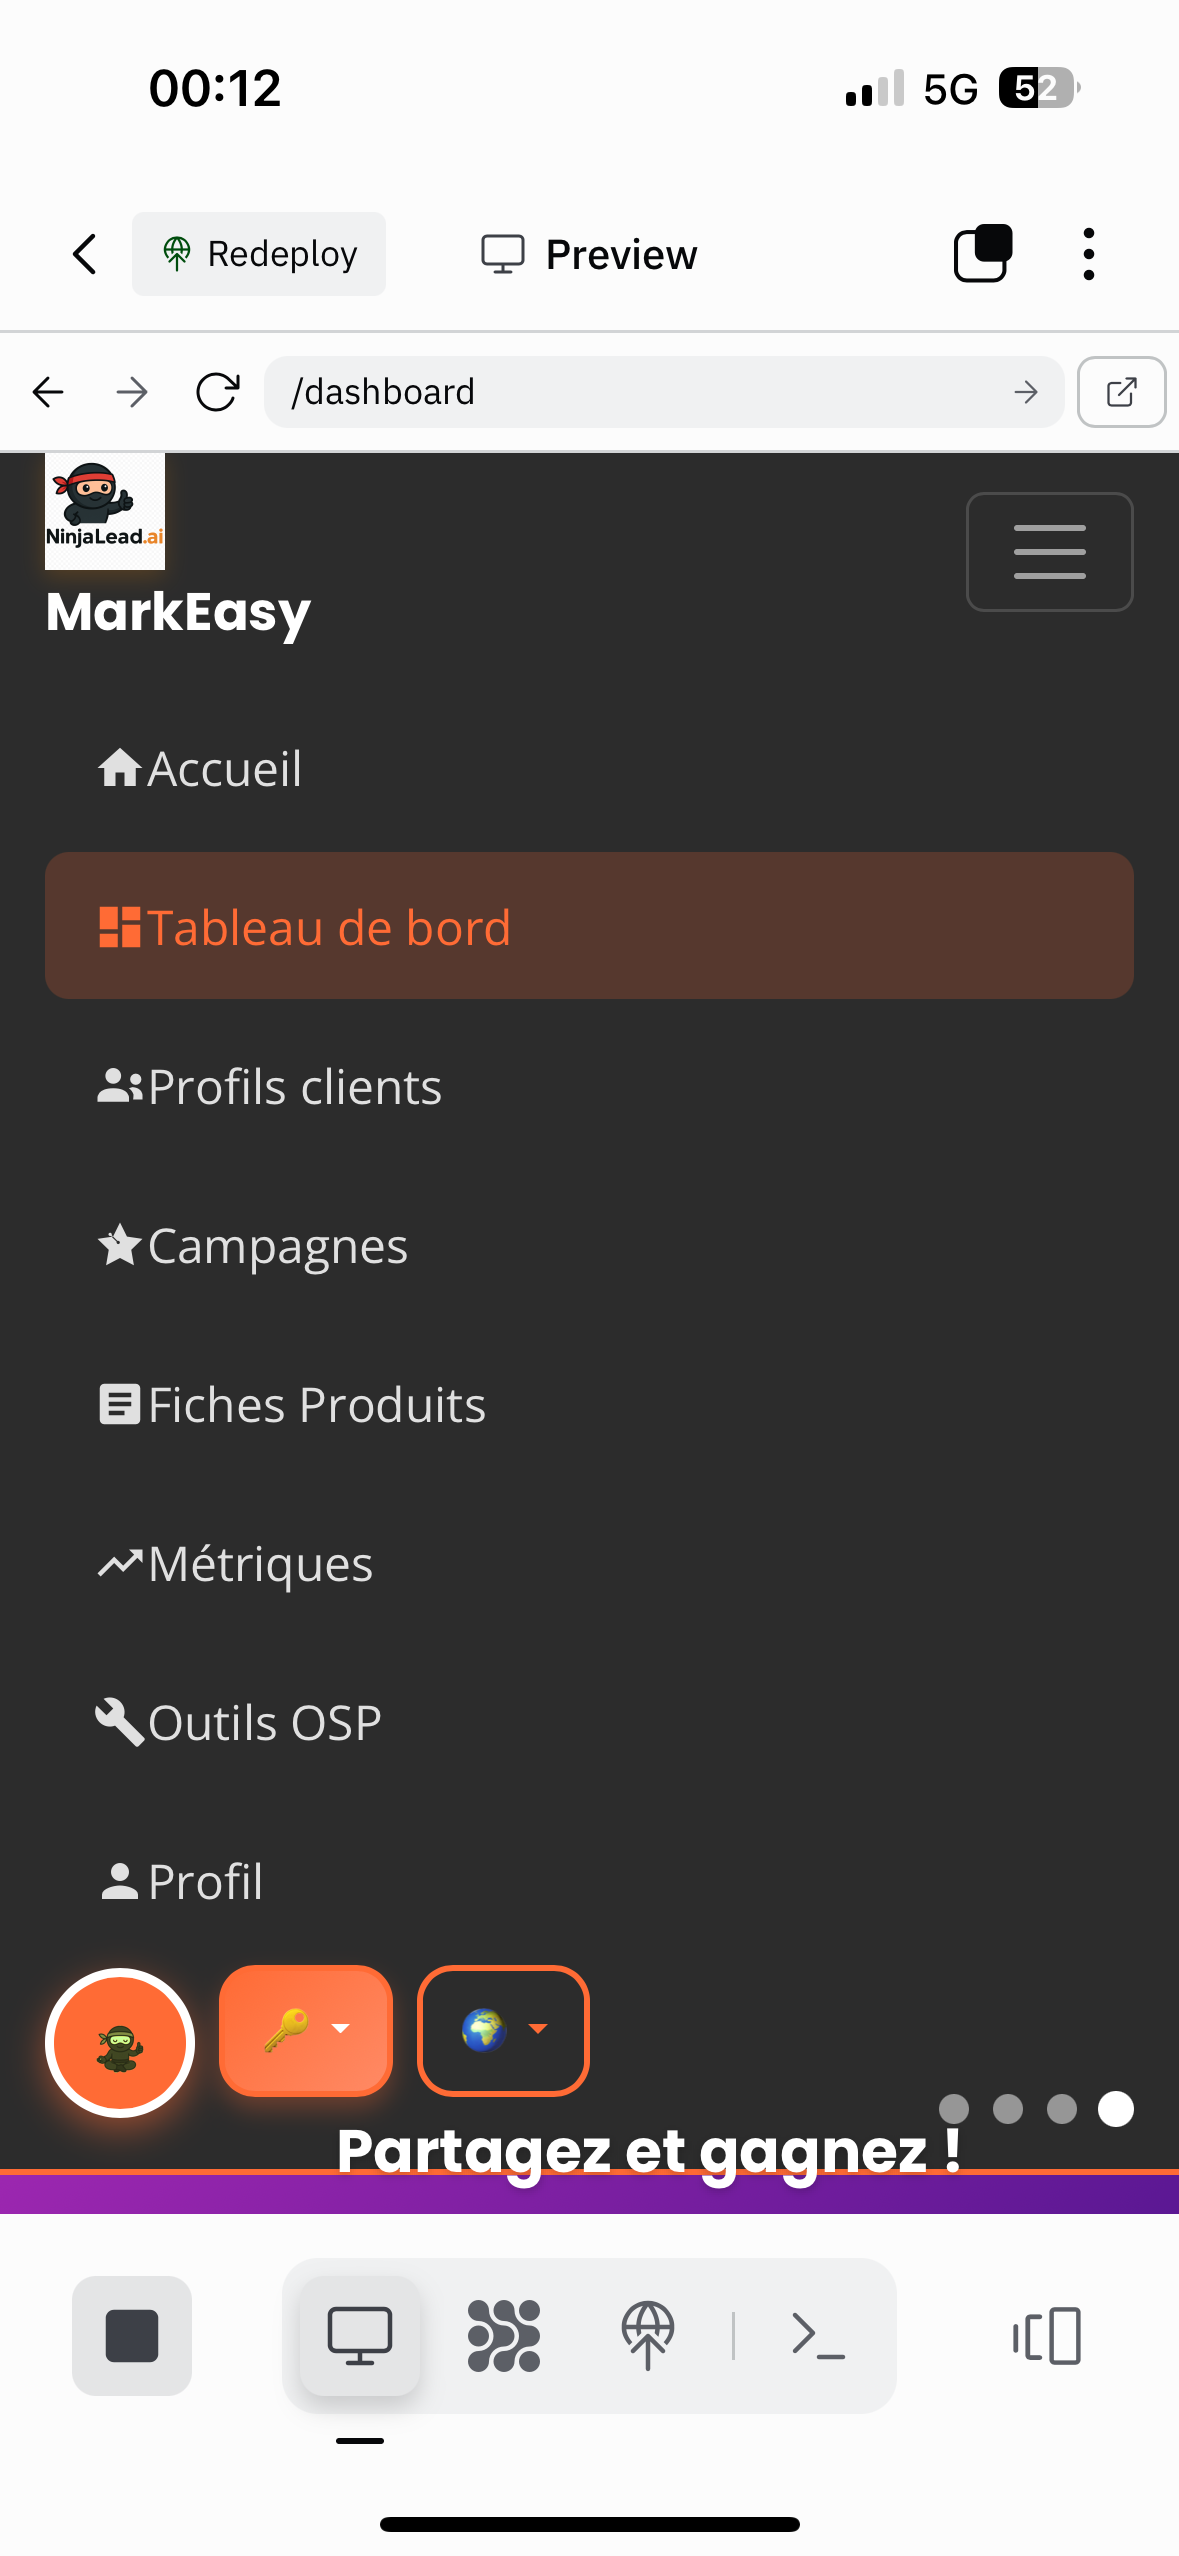 00:12
5G
52
Redeploy
Preview
/dashboard
NinjaLead.ai
MarkEasy
Accueil
Tableau de bord
Profils clients
Campagnes
Fiches Produits
Métriques
Outils OSP
Profil
Partagez et gagnez !